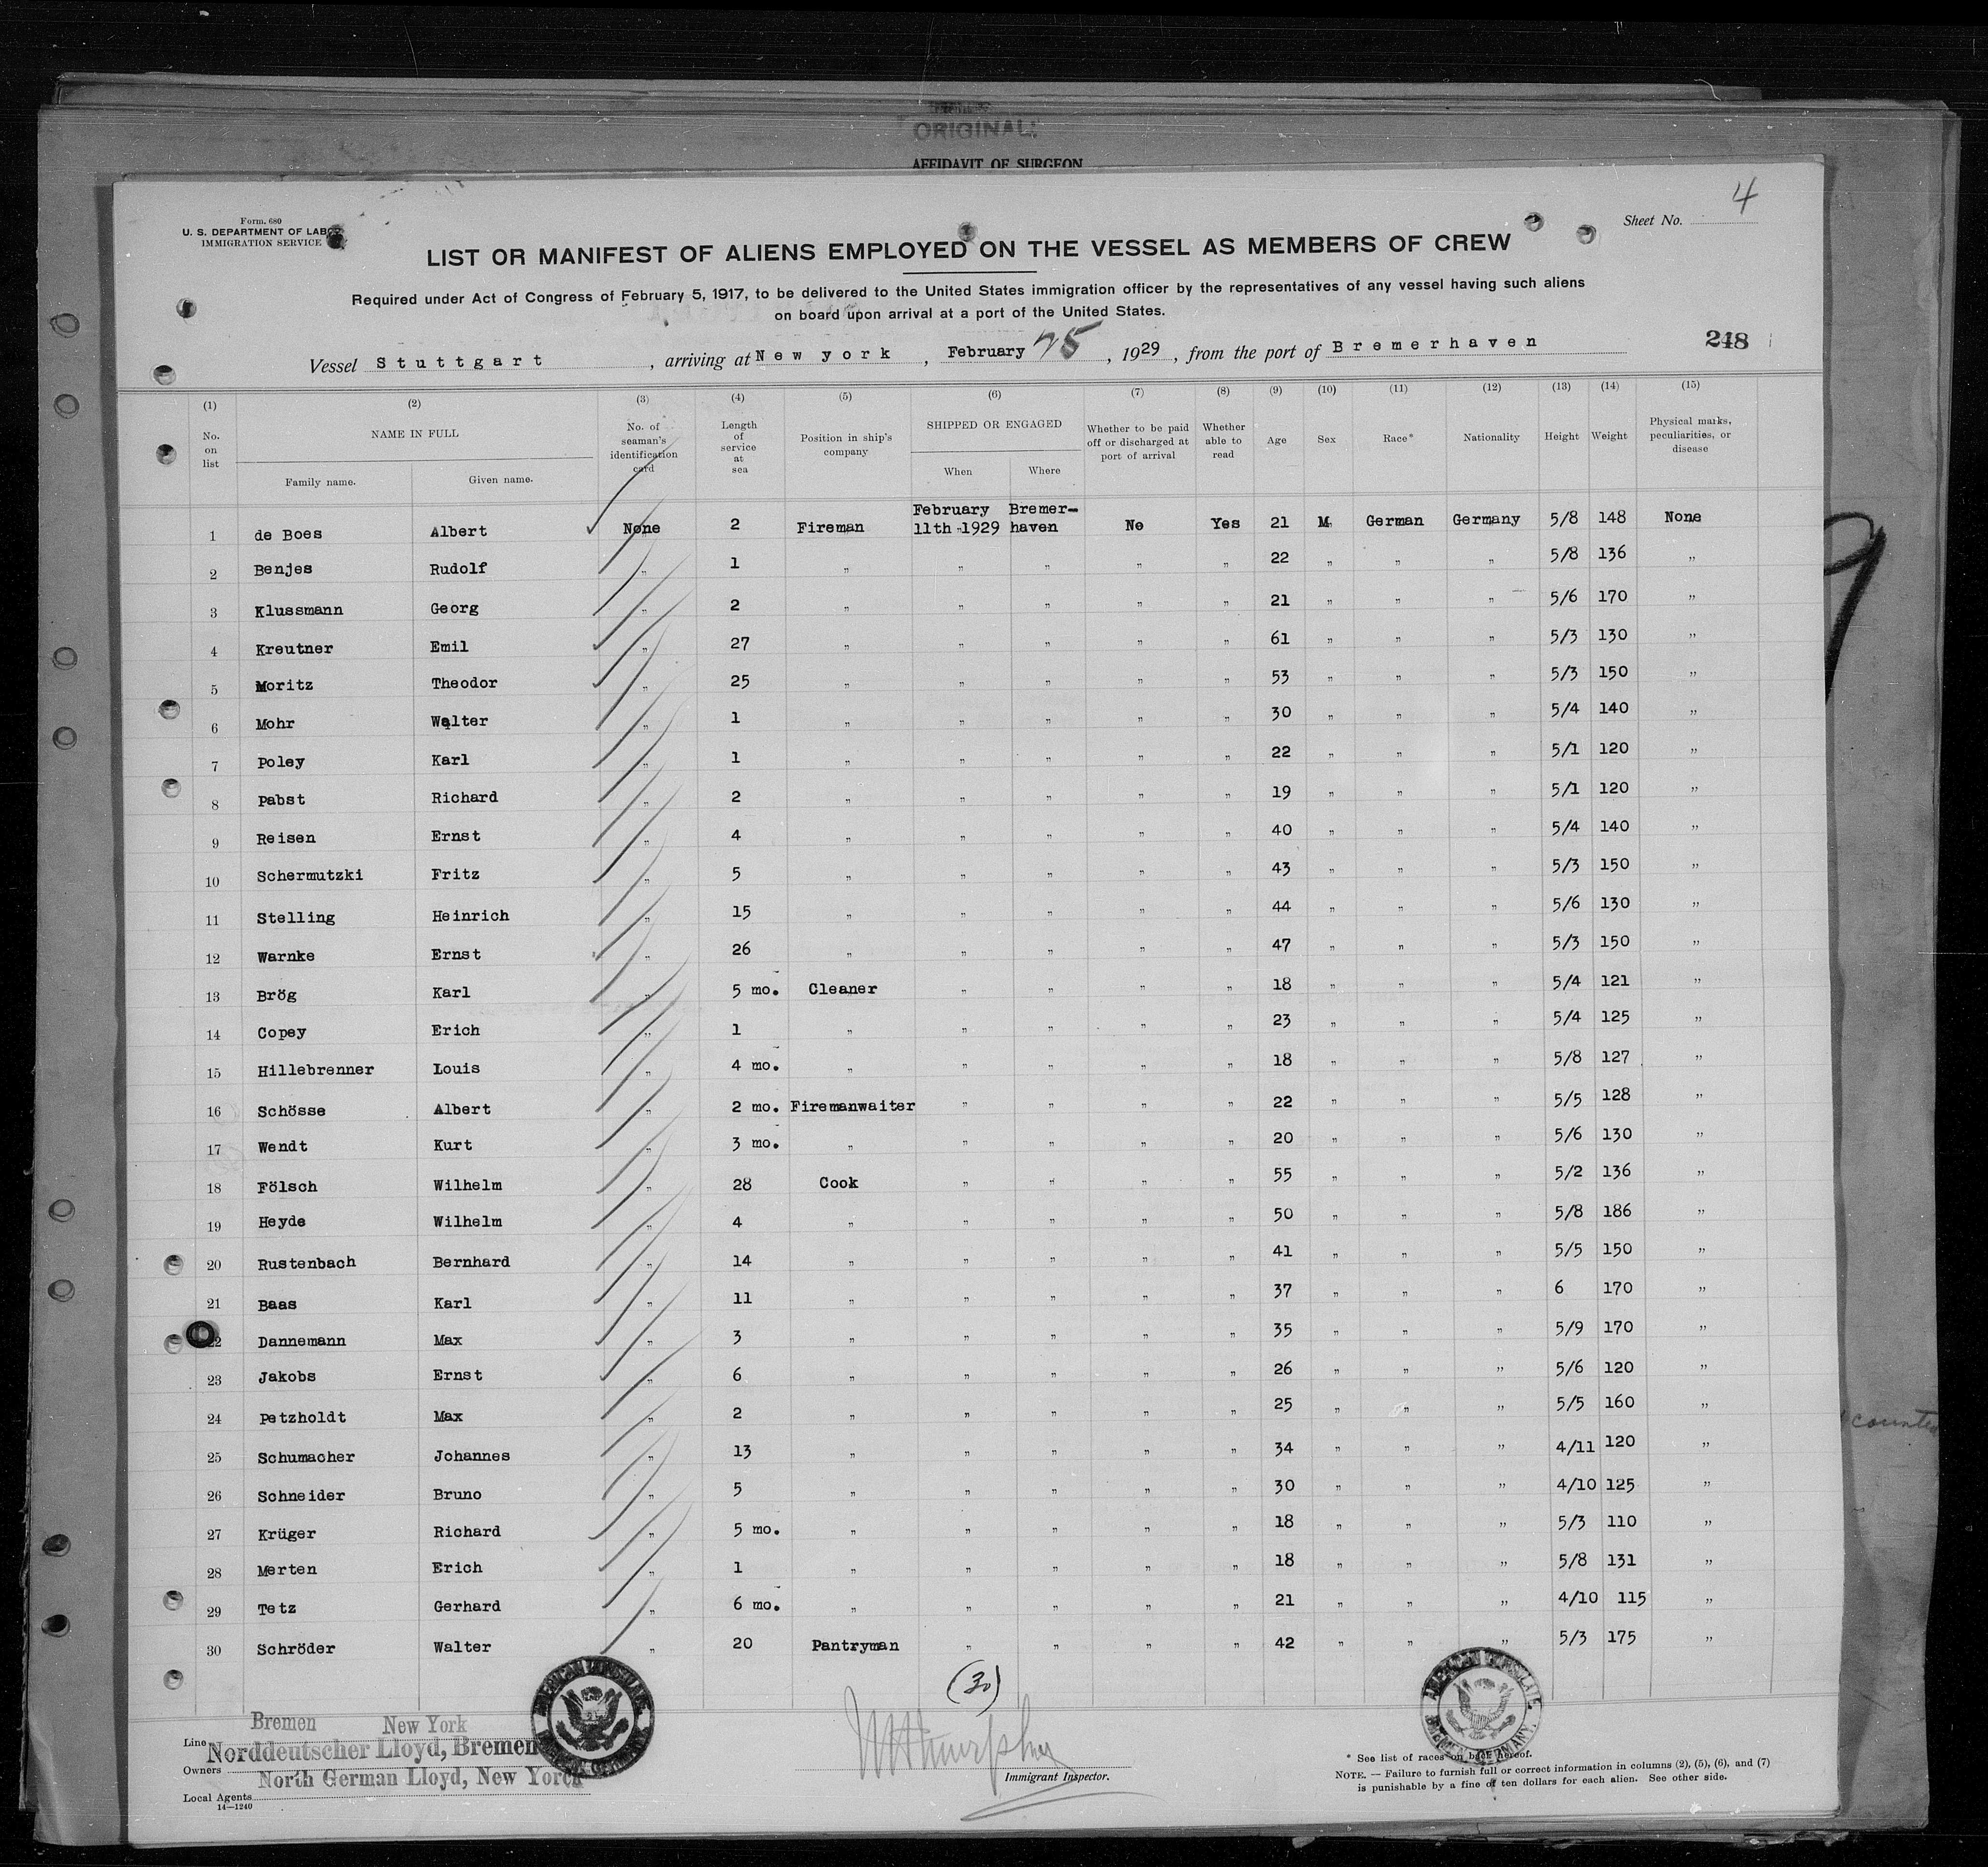 ORIGINAL
AFFIDAVIT OF SURGEON
4
Form. 680
U. S. DEPARTMENT OF LABOR
IMMIGRATION SERVICE
Sheet No.
LIST OR MANIFEST OF ALIENS EMPLOYED ON THE VESSEL AS MEMBERS OF CREW
Required under Act of Congress of February 5, 1917, to be delivered to the United States immigration officer by the representatives of any vessel having such aliens
on board upon arrival at a port of the United States.
Vessel Stuttgart, arriving at New york, February 25, 1929, from the port of Bremerhaven
248
(1) (2) (3) (4) (5) (6) (7) (8) (9) (10) (11) (12) (13) (14) (15)
No. on list NAME IN FULL Family name. Given name. No. of seaman's identification card Length of service at sea Position in ship's company SHIPPED OR ENGAGED When Where Whether to be paid off or discharged at port of arrival Whether able to read Age Sex Race* Nationality Height Weight Physical marks, peculiarities, or disease
1 de Boes Albert None 2 Fireman February 11th 1929 Bremer-haven No Yes 21 M German Germany 5/8 148 None
2 Benjes Rudolf " 1 " " " " " 22 " " " 5/8 136 "
3 Klussmann Georg " 2 " " " " " 21 " " " 5/6 170 "
4 Kreutner Emil " 27 " " " " " 61 " " " 5/3 130 "
5 Moritz Theodor " 25 " " " " " 53 " " " 5/3 150 "
6 Mohr Walter " 1 " " " " " 30 " " " 5/4 140 "
7 Poley Karl " 1 " " " " " 22 " " " 5/1 120 "
8 Pabst Richard " 2 " " " " " 19 " " " 5/1 120 "
9 Reisen Ernst " 4 " " " " " 40 " " " 5/4 140 "
10 Schermutzki Fritz " 5 " " " " " 43 " " " 5/3 150 "
11 Stelling Heinrich " 15 " " " " " 44 " " " 5/6 130 "
12 Warnke Ernst " 26 " " " " " 47 " " " 5/3 150 "
13 Brög Karl " 5 mo. Cleaner " " " " 18 " " " 5/4 121 "
14 Copey Erich " 1 " " " " " 23 " " " 5/4 125 "
15 Hillebrenner Louis " 4 mo. " " " " " 18 " " " 5/8 127 "
16 Schösse Albert " 2 mo. Firemanwaiter " " " " 22 " " " 5/5 128 "
17 Wendt Kurt " 3 mo. " " " " " 20 " " " 5/6 130 "
18 Fölsch Wilhelm " 28 Cook " " " " 55 " " " 5/2 136 "
19 Heyde Wilhelm " 4 " " " " " 50 " " " 5/8 186 "
20 Rustenbach Bernhard " 14 " " " " " 41 " " " 5/5 150 "
21 Baas Karl " 11 " " " " " 37 " " " 6 170 "
22 Dannemann Max " 3 " " " " " 35 " " " 5/9 170 "
23 Jakobs Ernst " 6 " " " " " 26 " " " 5/6 120 "
24 Petzholdt Max " 2 " " " " " 25 " " " 5/5 160 "
25 Schumacher Johannes " 13 " " " " " 34 " " " 4/11 120 "
26 Schneider Bruno " 5 " " " " " 30 " " " 4/10 125 "
27 Krüger Richard " 5 mo. " " " " " 18 " " " 5/3 110 "
28 Merten Erich " 1 " " " " " 18 " " " 5/8 131 "
29 Tetz Gerhard " 6 mo. " " " " " 21 " " " 4/10 115 "
30 Schröder Walter " 20 Pantryman " " " " 42 " " " 5/3 175 "
(30)
Bremen New York
Line
Norddeutscher Lloyd, Bremen
Owners
North German Lloyd, New Yorck
Local Agents
14—1240
AMERICAN CONSULATE BREMEN, GERMANY.
Immigrant Inspector.
AMERICAN CONSULATE BREMEN, GERMANY.
* See list of races on back hereof.
NOTE. — Failure to furnish full or correct information in columns (2), (5), (6), and (7)
is punishable by a fine of ten dollars for each alien. See other side.